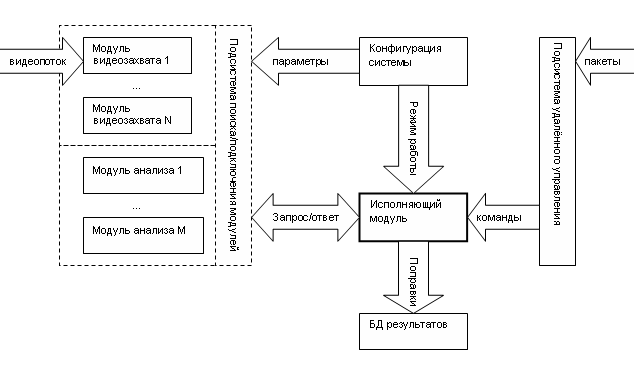 видеопоток
Модуль
видеозахвата 1
...
Модуль
видеозахвата N
Модуль анализа 1
...
Модуль анализа M
Подсистема поиска/подключения модулей
параметры
Конфигурация
системы
Режим работы
Запрос/ответ
Исполняющий
модуль
команды
Подсистема удалённого управления
пакеты
Поправки
БД результатов